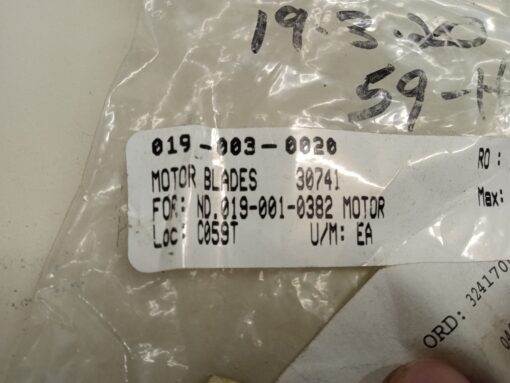 19-3-20
59-H
019-003-0020
MOTOR BLADES 30741
FOR: ND.019-001-0382 MOTOR
Loc: C059T U/M: EA
RO :
Max:
ORD: 324170